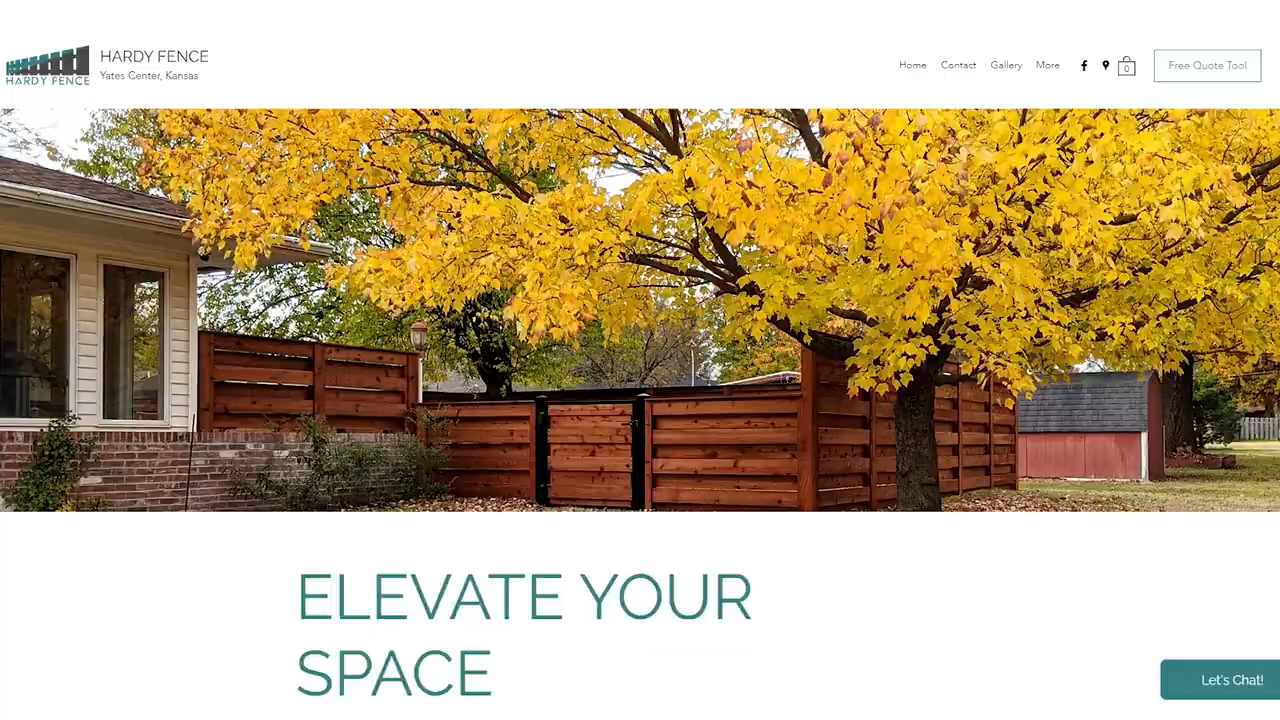 HARDY FENCE
HARDY FENCE
Yates Center, Kansas
Home
Contact
Gallery
More
0
Free Quote Tool
ELEVATE YOUR
SPACE
Let's Chat!